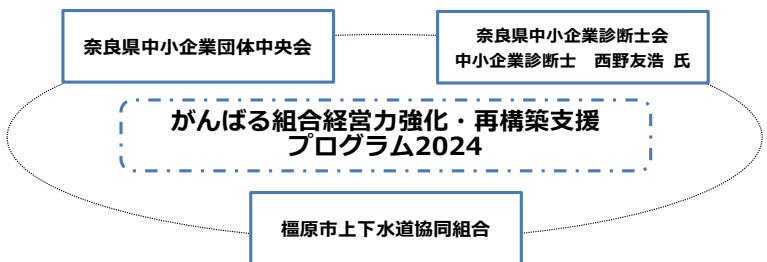 奈良県中小企業団体中央会
奈良県中小企業診断士会
中小企業診断士　西野友浩 氏
がんばる組合経営力強化・再構築支援
プログラム2024
橿原市上下水道協同組合